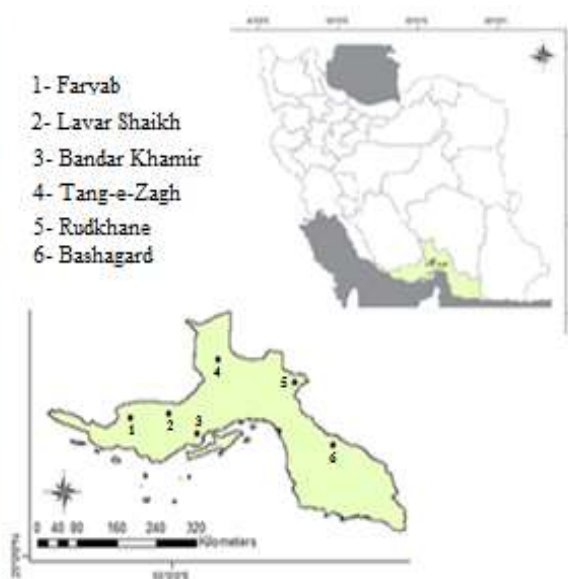 1- Faryab
2- Lavar Shaikh
3- Bandar Khamir
4- Tang-e-Zagh
5- Rudkhane
6- Bashagard
4
5
1
2
3
6
0 40 80 160 240 320
Kilometers